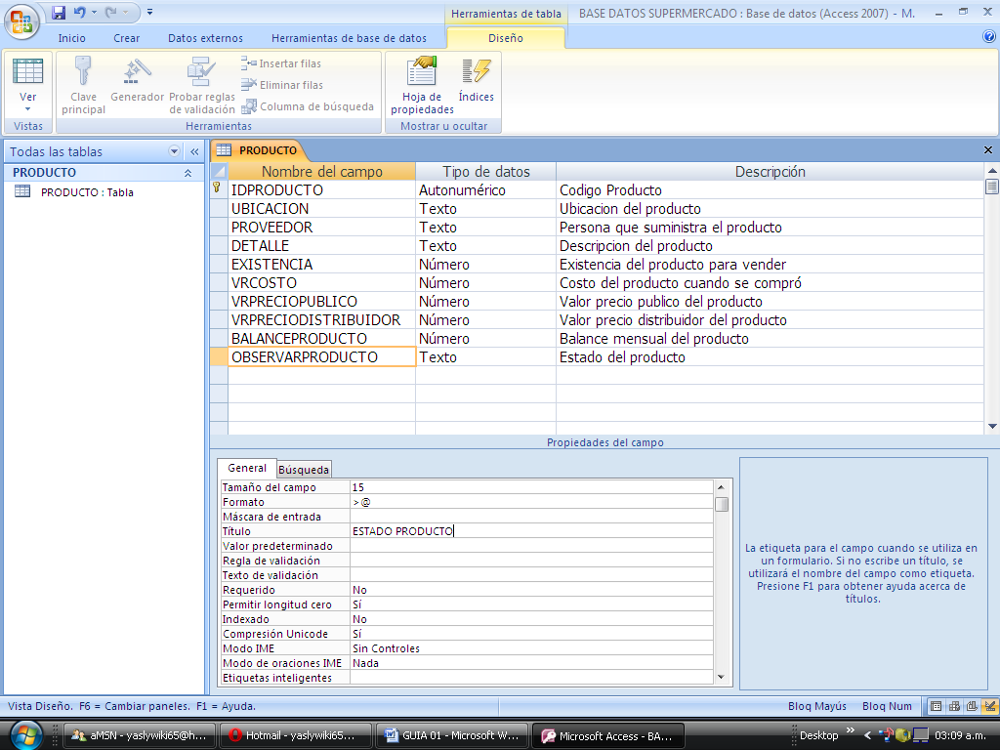 Herramientas de tabla
BASE DATOS SUPERMERCADO : Base de datos (Access 2007) - M.
Inicio Crear Datos externos Herramientas de base de datos Diseño
Ver
Vistas
Clave principal
Generador
Probar reglas de validación
Insertar filas
Eliminar filas
Columna de búsqueda
Herramientas
Hoja de propiedades
Índices
Mostrar u ocultar
Todas las tablas
PRODUCTO
PRODUCTO : Tabla
PRODUCTO
Nombre del campo Tipo de datos Descripción
IDPRODUCTO Autonumérico Codigo Producto
UBICACION Texto Ubicacion del producto
PROVEEDOR Texto Persona que suministra el producto
DETALLE Texto Descripcion del producto
EXISTENCIA Número Existencia del producto para vender
VRCOSTO Número Costo del producto cuando se compró
VRPRECIOPUBLICO Número Valor precio publico del producto
VRPRECIODISTRIBUIDOR Número Valor precio distribuidor del producto
BALANCEPRODUCTO Número Balance mensual del producto
OBSERVARPRODUCTO Texto Estado del producto
Propiedades del campo
General Búsqueda
Tamaño del campo 15
Formato >@
Máscara de entrada
Título ESTADO PRODUCTO
Valor predeterminado
Regla de validación
Texto de validación
Requerido No
Permitir longitud cero Sí
Indexado No
Compresión Unicode Sí
Modo IME Sin Controles
Modo de oraciones IME Nada
Etiquetas inteligentes
La etiqueta para el campo cuando se utiliza en
un formulario. Si no escribe un título, se
utilizará el nombre del campo como etiqueta.
Presione F1 para obtener ayuda acerca de
títulos.
Vista Diseño. F6 = Cambiar paneles. F1 = Ayuda.
Bloq Mayús Bloq Num
aMSN - yaslywiki65@h... Hotmail - yaslywiki65... GUIA 01 - Microsoft W... Microsoft Access - BA... Desktop » 03:09 a.m.